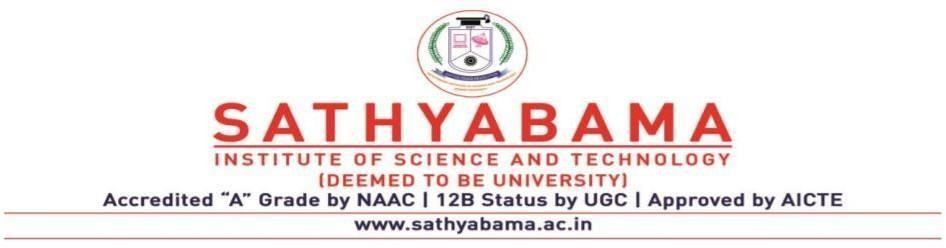 SATHYABAMA
INSTITUTE OF SCIENCE AND TECHNOLOGY
(DEEMED TO BE UNIVERSITY)
Accredited “A” Grade by NAAC | 12B Status by UGC | Approved by AICTE
www.sathyabama.ac.in